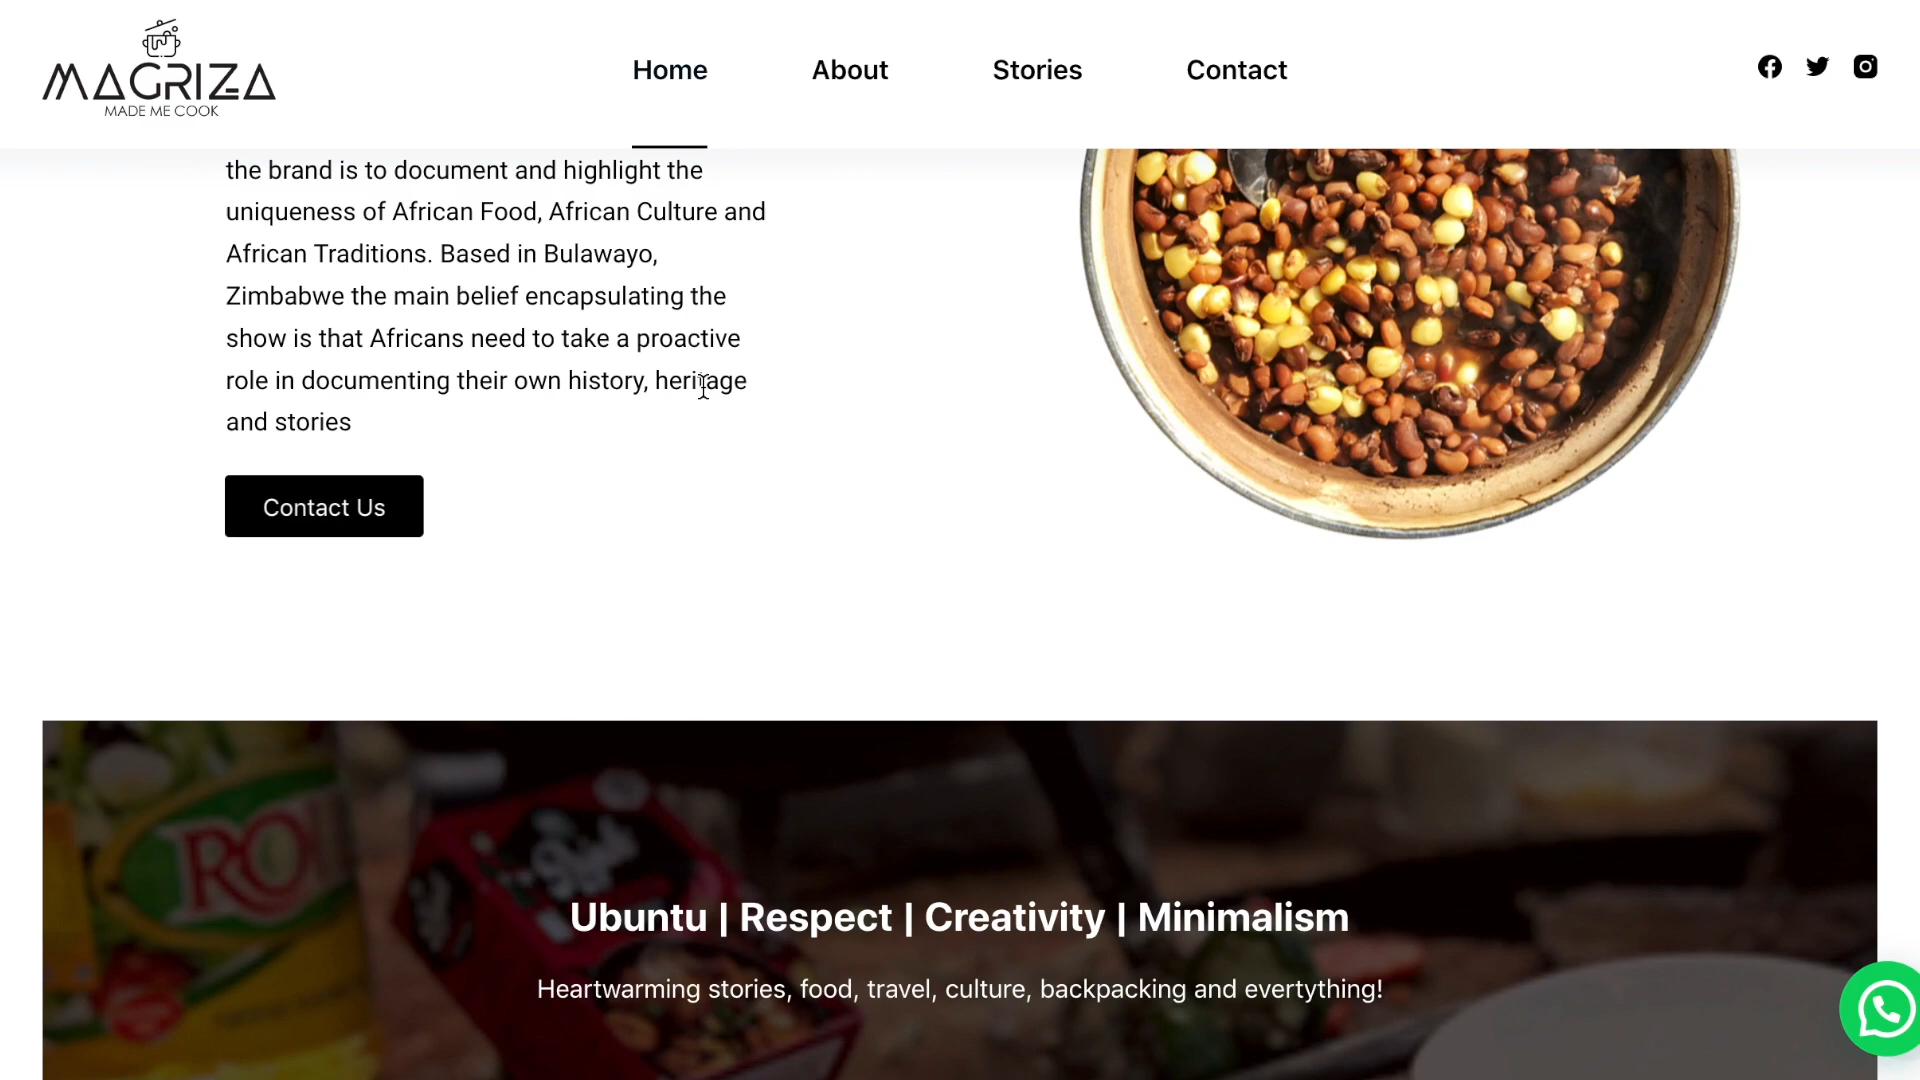 MAGRIZA
MADE ME COOK
Home
About
Stories
Contact
the brand is to document and highlight the
uniqueness of African Food, African Culture and
African Traditions. Based in Bulawayo,
Zimbabwe the main belief encapsulating the
show is that Africans need to take a proactive
role in documenting their own history, heritage
and stories
Contact Us
RO
Ubuntu | Respect | Creativity | Minimalism
Heartwarming stories, food, travel, culture, backpacking and evertything!